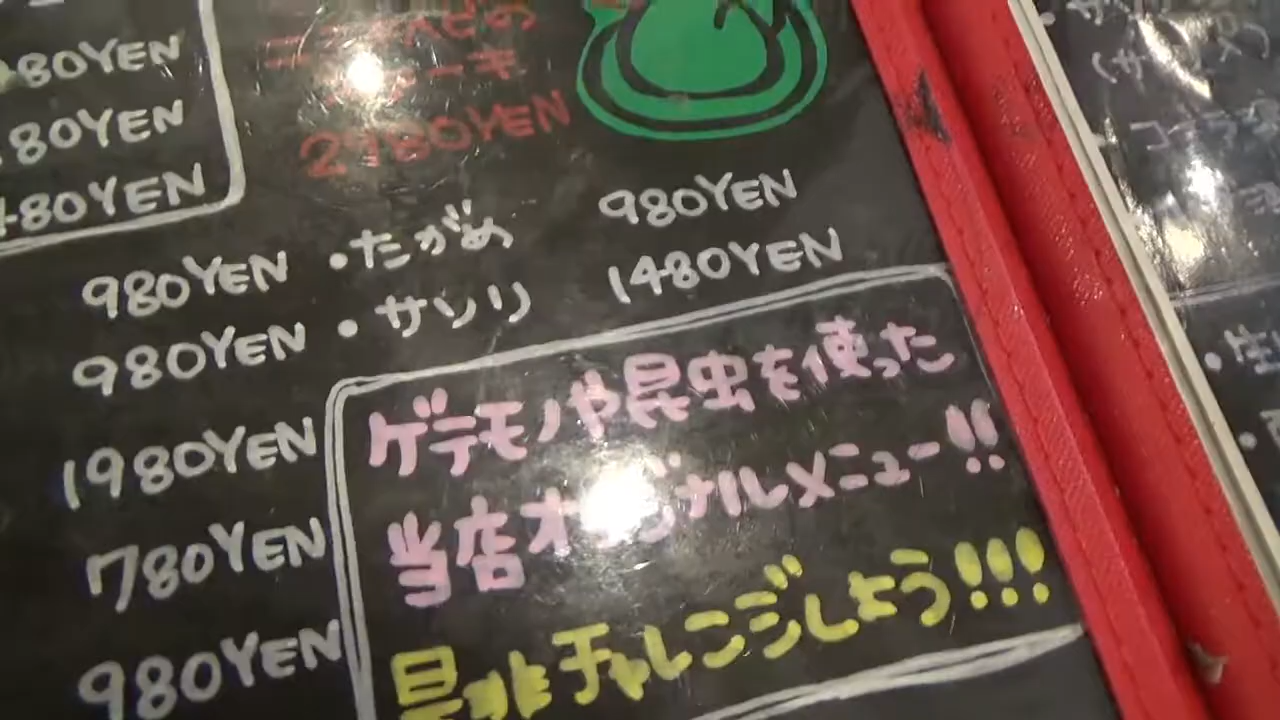 80YEN
80YEN
480YEN
2980YEN
980YEN ・たがめ 980YEN
980YEN ・サソリ 1480YEN
1980YEN
780YEN
980YEN
ゲテモノや昆虫を使った
当店オリジナルメニュー!!
是非チャレンジしよう!!!